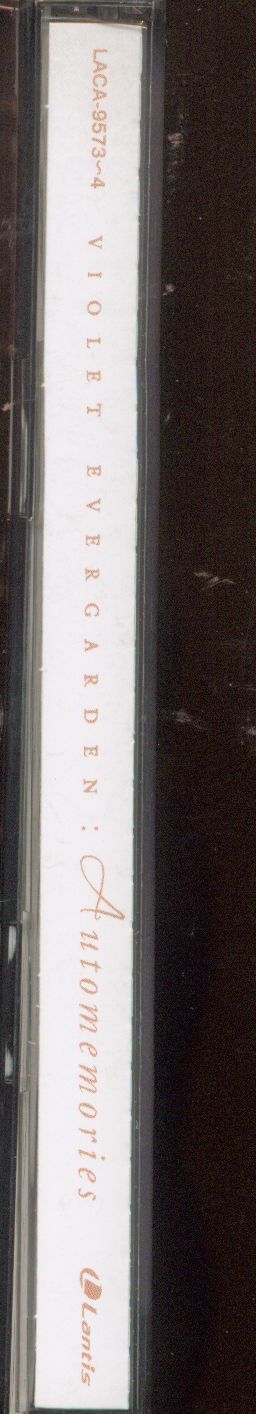 LACA-9573~4 VIOLET EVERGARDEN: Automemories Lantis